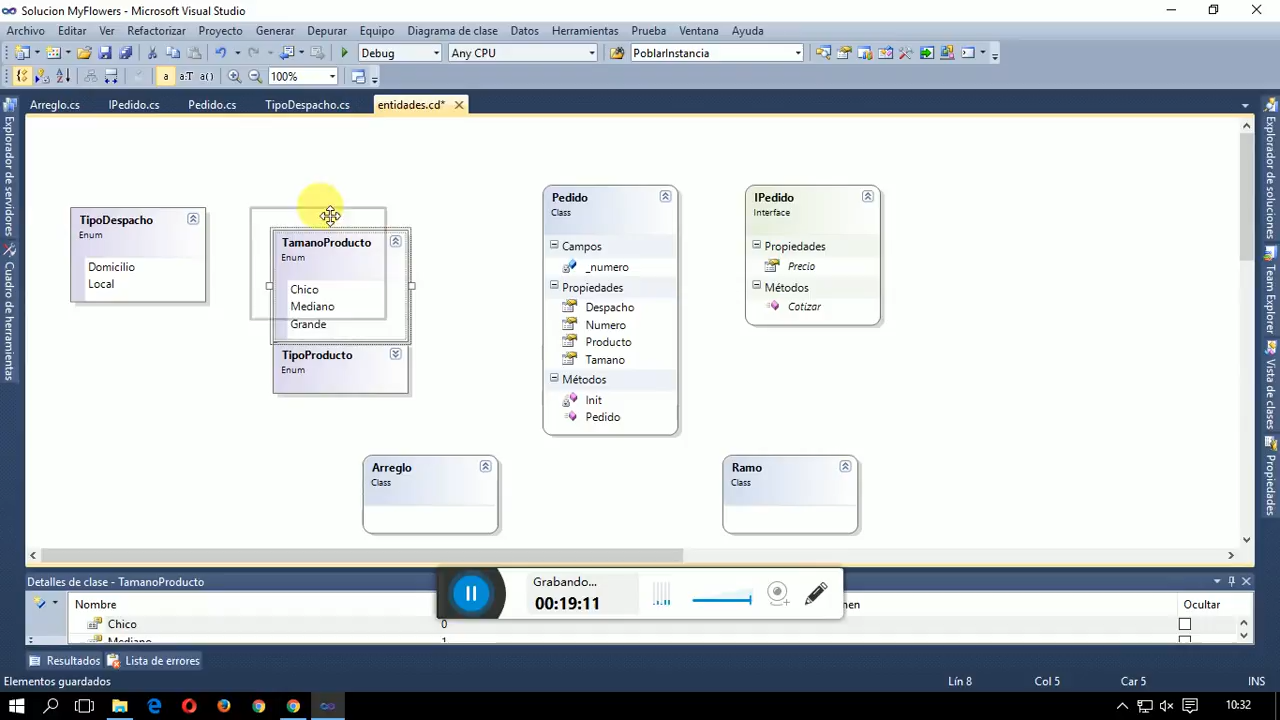 Solucion MyFlowers - Microsoft Visual Studio
Archivo Editar Ver Refactorizar Proyecto Generar Depurar Equipo Diagrama de clase Datos Herramientas Prueba Ventana Ayuda
Debug Any CPU PoblarInstancia
100%
Arreglo.cs IPedido.cs Pedido.cs TipoDespacho.cs entidades.cd*
Explorador de servidores
Cuadro de herramientas
TipoDespacho
Enum
Domicilio
Local
TamanoProducto
Enum
Chico
Mediano
Grande
TipoProducto
Enum
Pedido
Class
Campos
_numero
Propiedades
Despacho
Numero
Producto
Tamano
Métodos
Init
Pedido
IPedido
Interface
Propiedades
Precio
Métodos
Cotizar
Arreglo
Class
Ramo
Class
Explorador de soluciones
Team Explorer
Vista de clases
Propiedades
Detalles de clase - TamanoProducto
Nombre Ocultar
Chico 0
Grabando...
00:19:11
Mediano 1
Resultados Lista de errores
Elementos guardados Lín 8 Col 5 Car 5 INS
10:32